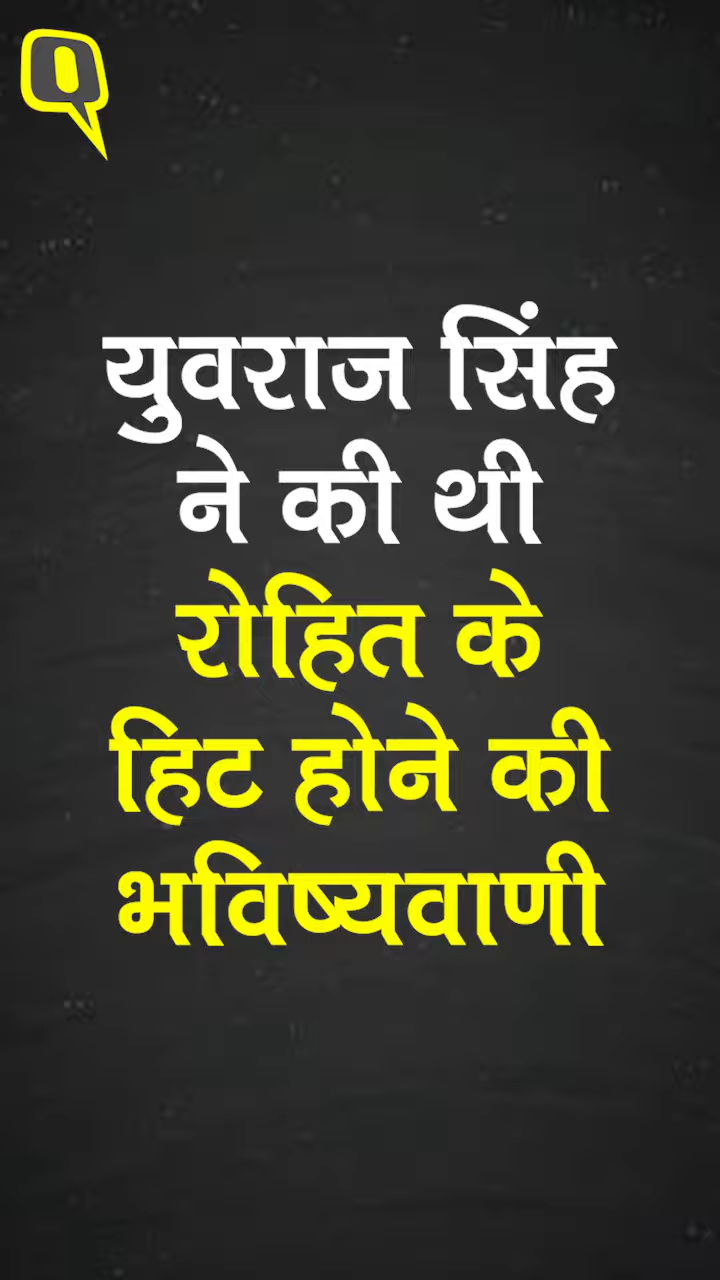 युवराज सिंह
ने की थी
रोहित के
हिट होने की
भविष्यवाणी